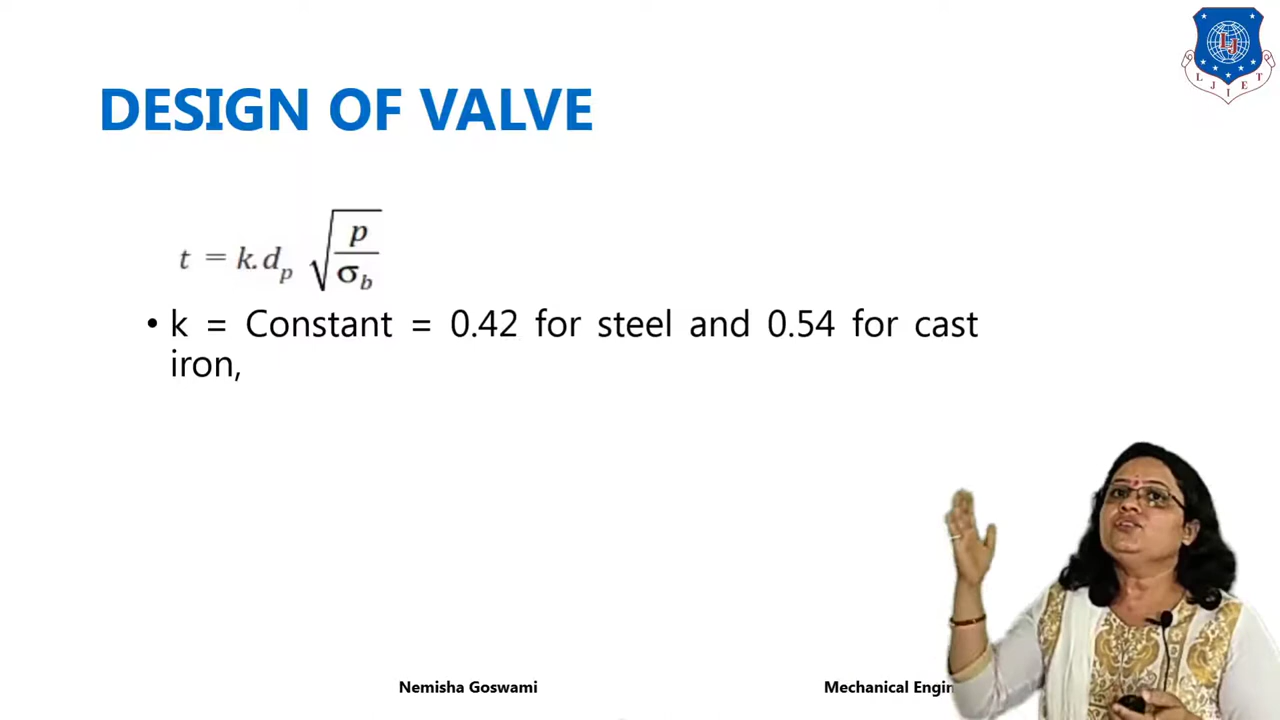 L J I E T
DESIGN OF VALVE
t = k.d_p √(p/σ_b)
• k = Constant = 0.42 for steel and 0.54 for cast
iron,
Nemisha Goswami
Mechanical Engin